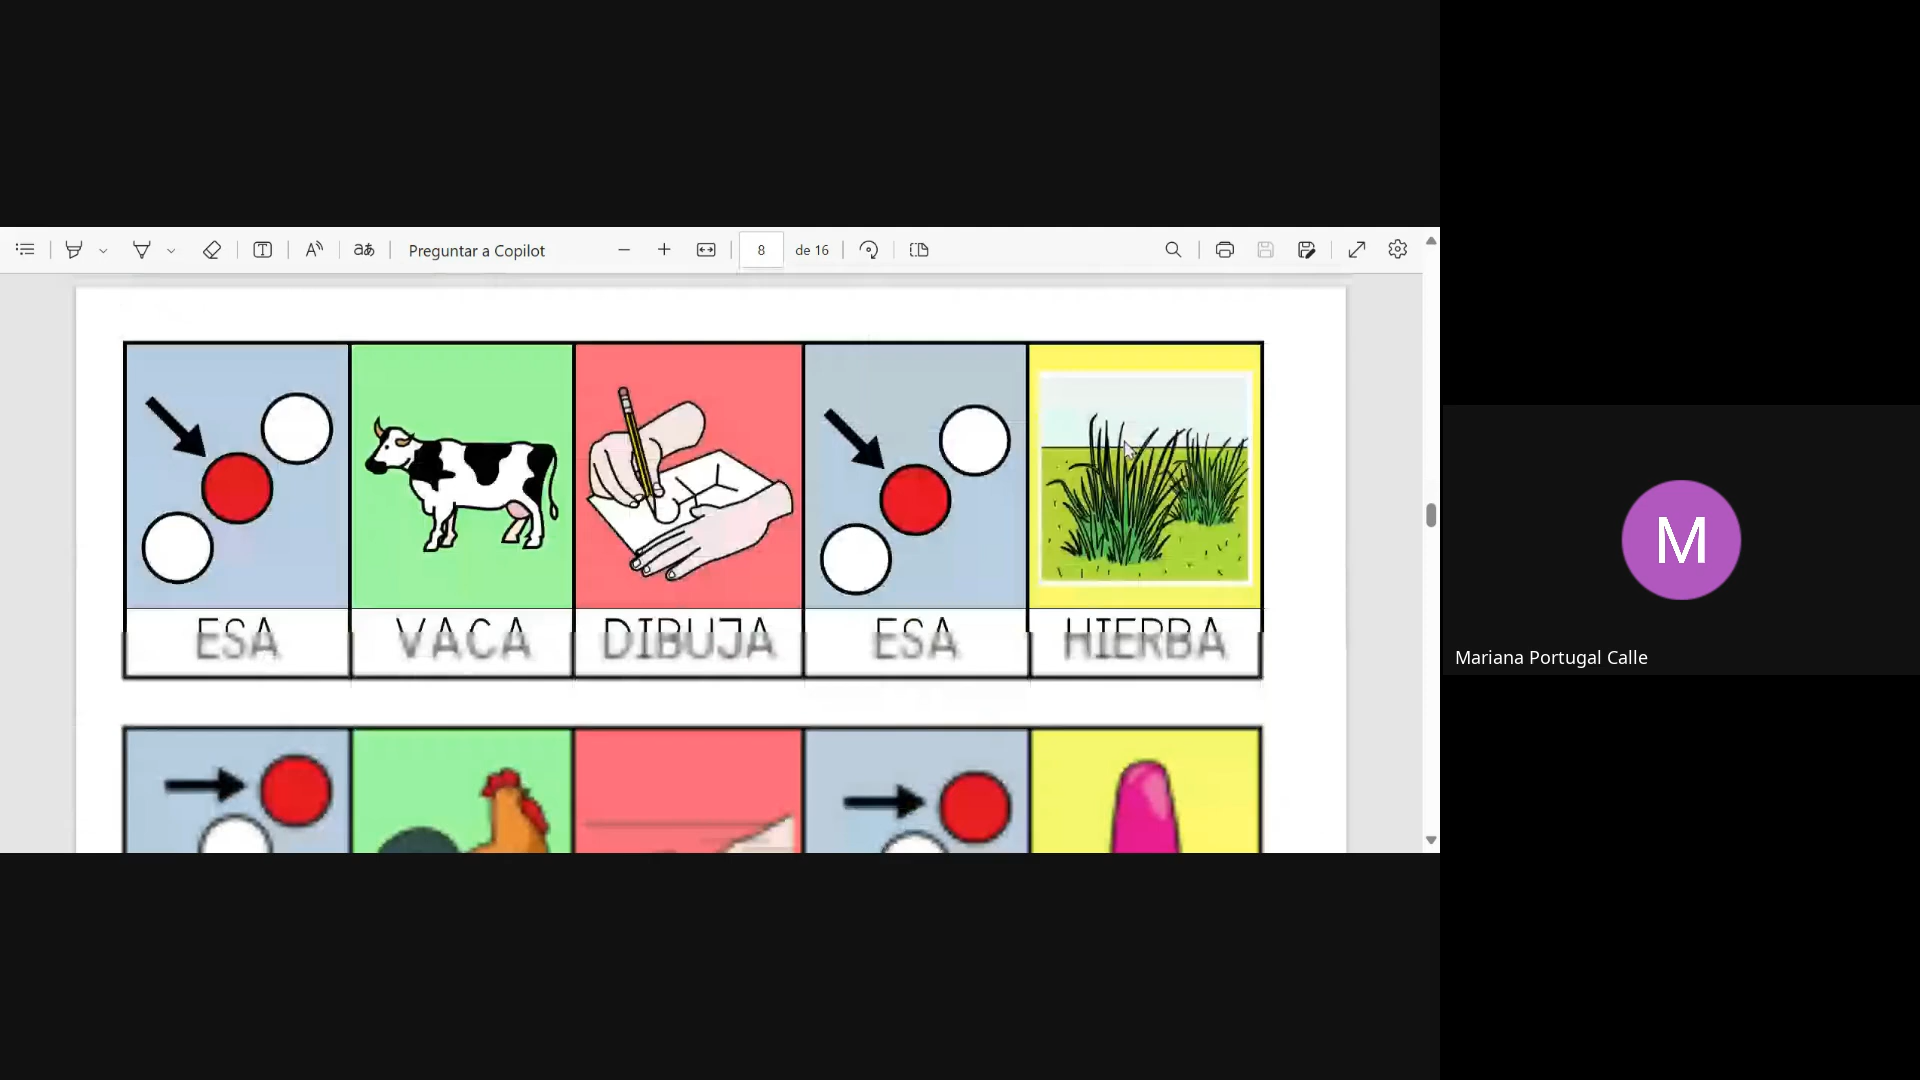 Preguntar a Copilot
8 de 16
ESA VACA DIBUJA ESA HIERBA
M
Mariana Portugal Calle